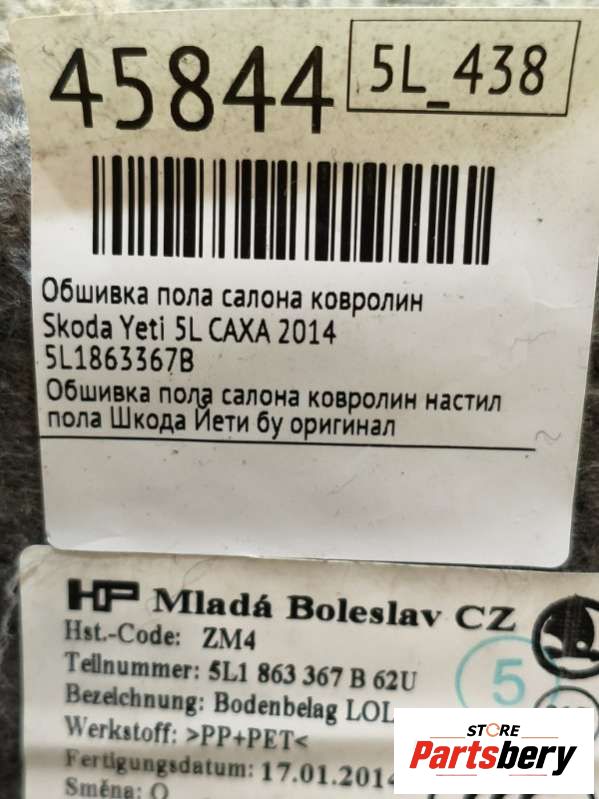 45844 5L_438
Обшивка пола салона ковролин
Skoda Yeti 5L CAXA 2014
5L1863367B
Обшивка пола салона ковролин настил
пола Шкода Йети бу оригинал
HP Mladá Boleslav CZ
Hst.-Code: ZM4
Teilnummer: 5L1 863 367 B 62U
5
Bezeichnung: Bodenbelag LOL
Werkstoff: >PP+PET<
Fertigungsdatum: 17.01.2014
Směna: O
STORE
Partsbery